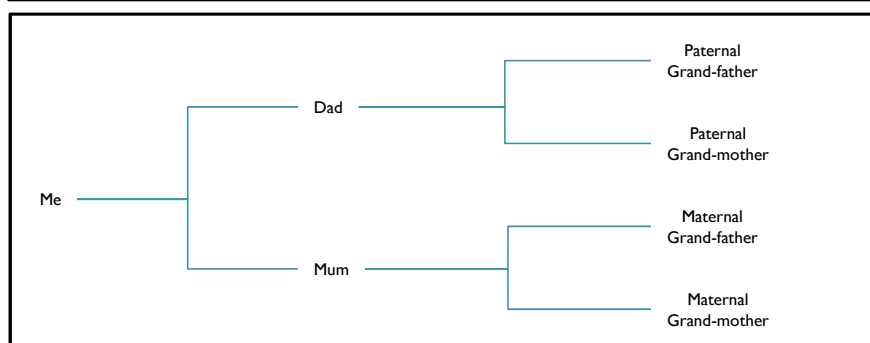 Paternal
Grand-father
Dad
Paternal
Grand-mother
Me
Maternal
Grand-father
Mum
Maternal
Grand-mother